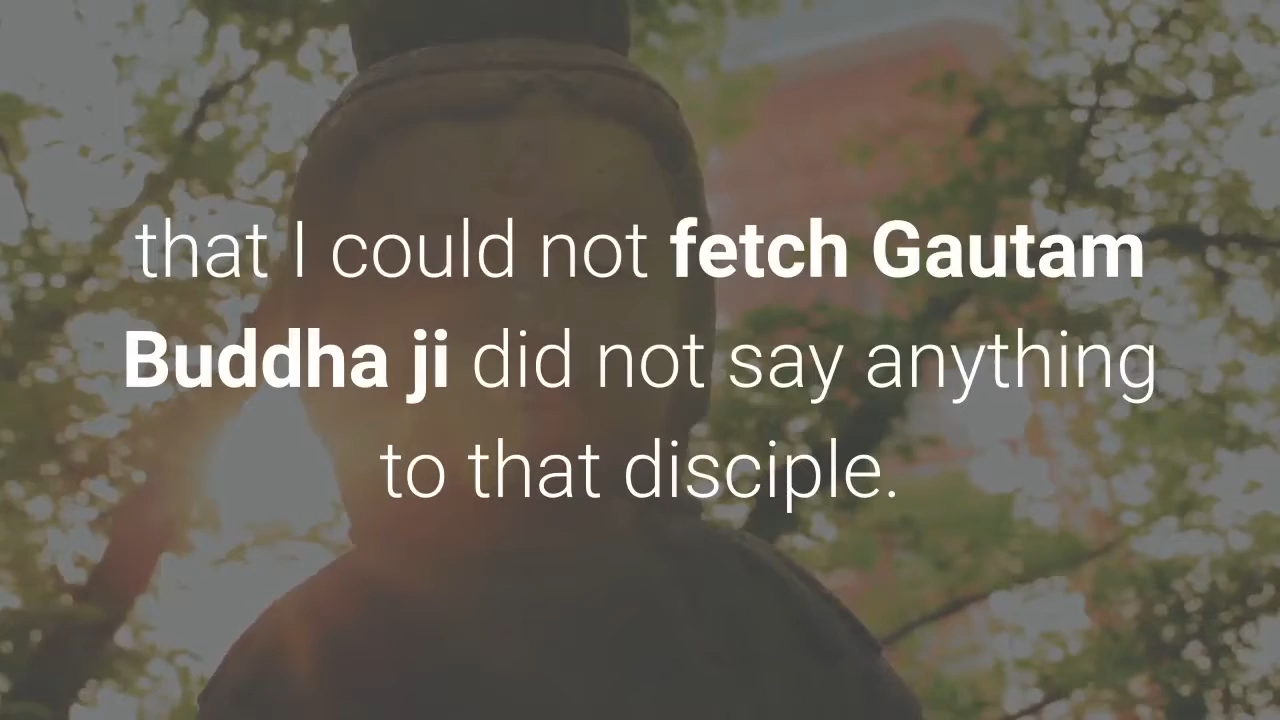 that I could not fetch Gautam
Buddha ji did not say anything
to that disciple.